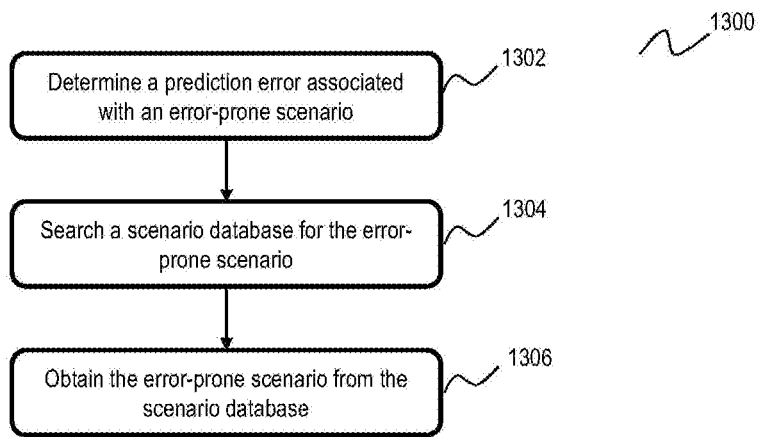 1300
1302
Determine a prediction error associated
with an error-prone scenario
1304
Search a scenario database for the error-
prone scenario
1306
Obtain the error-prone scenario from the
scenario database